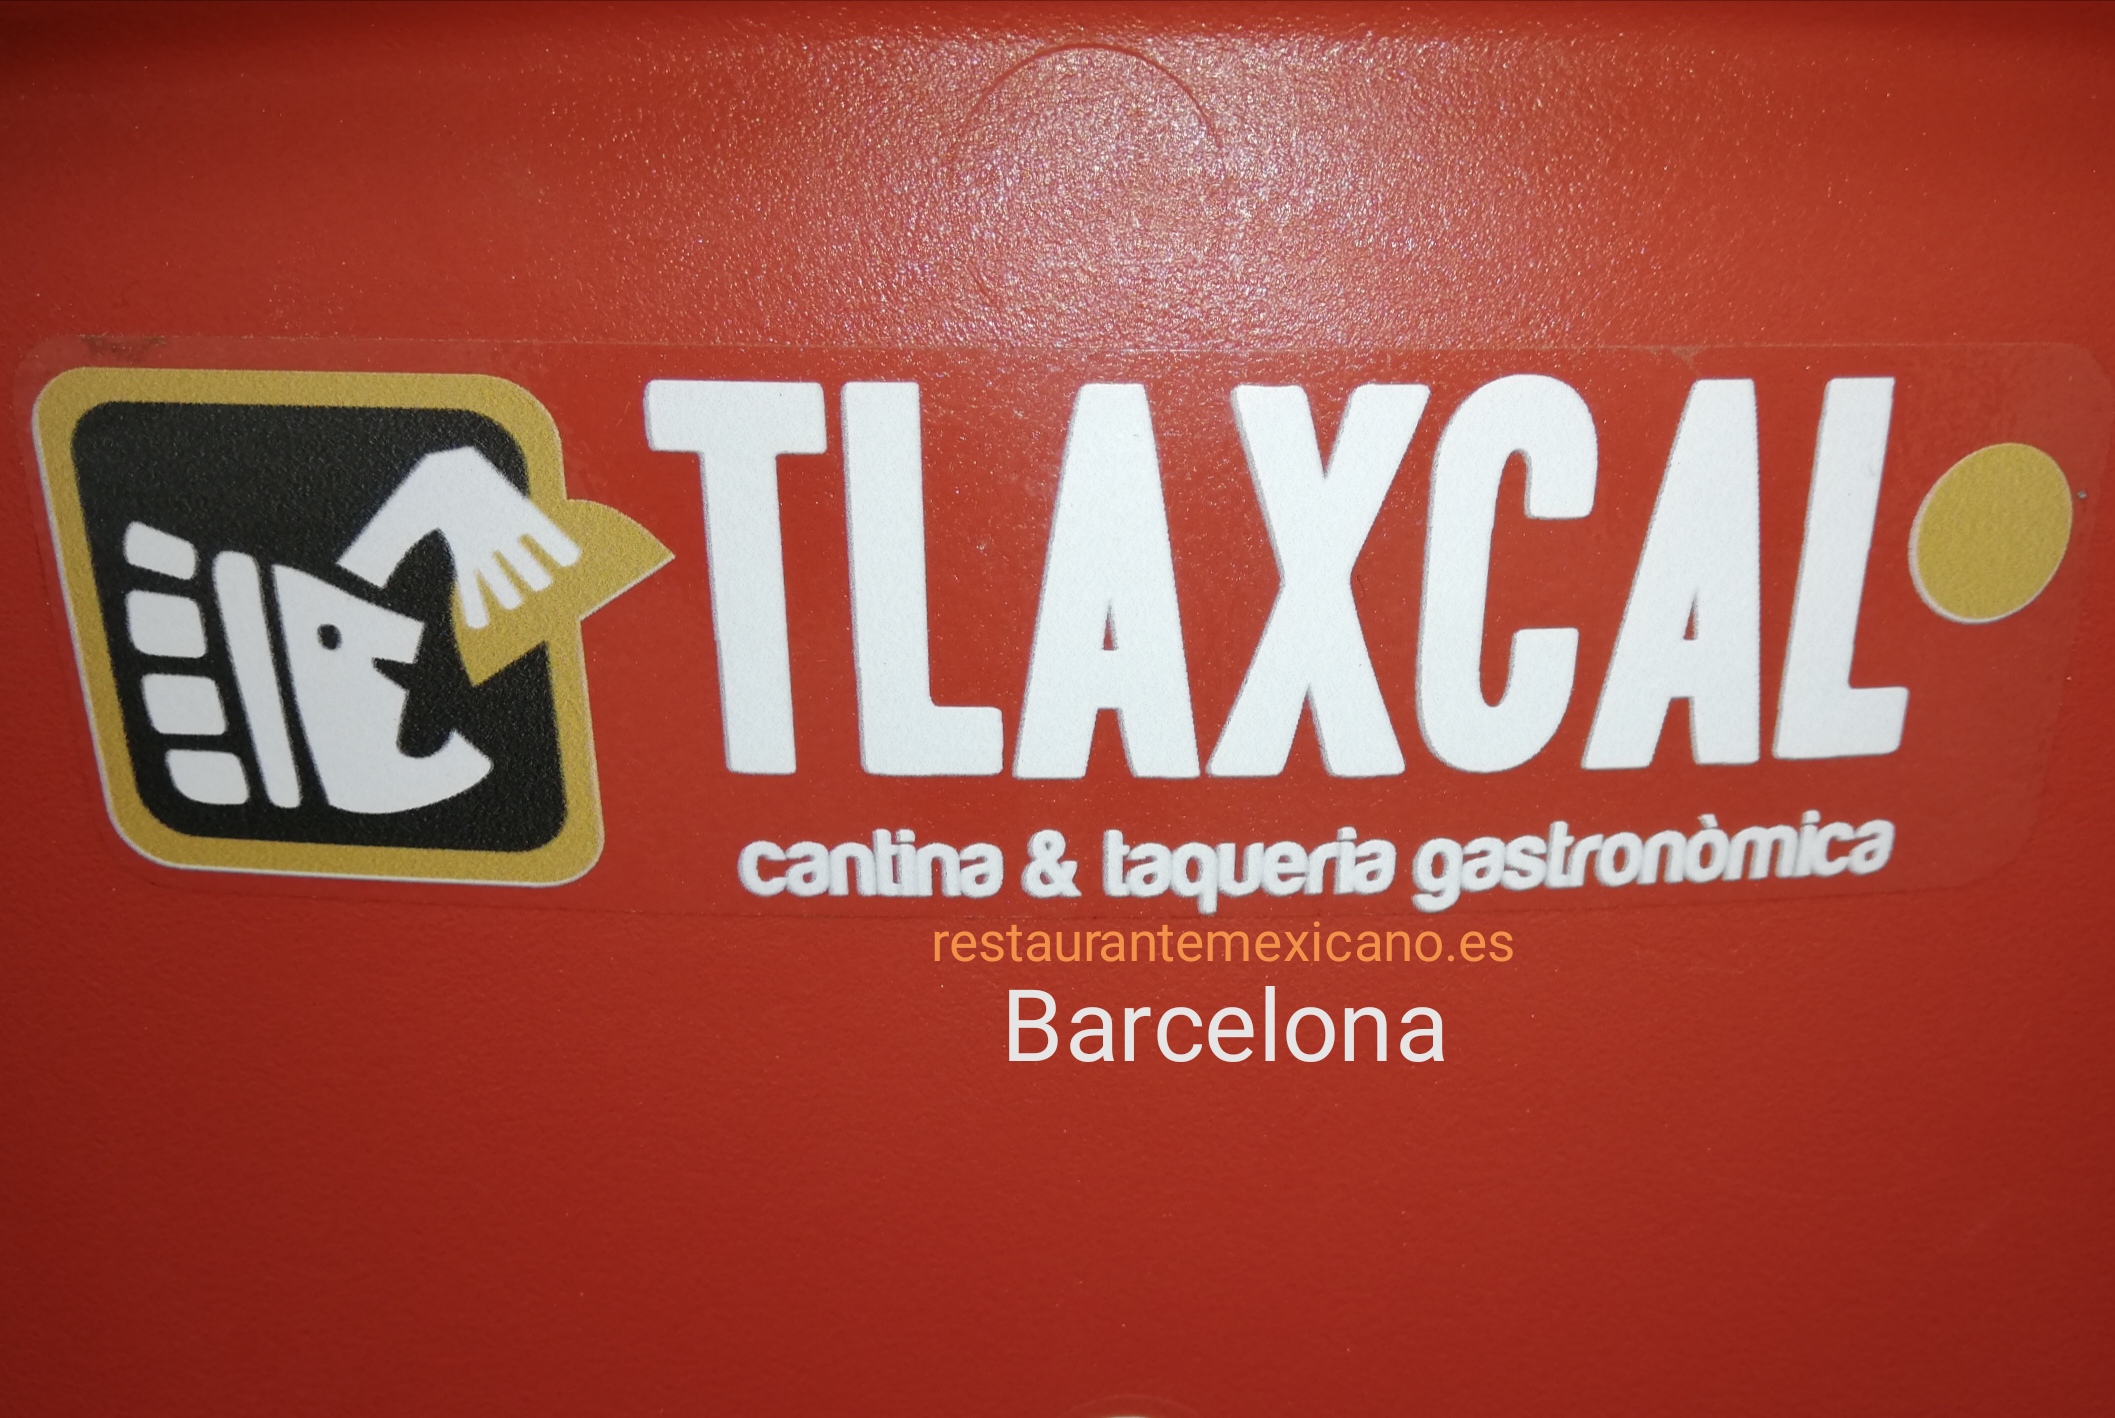 TLAXCAL
cantina & taqueria gastronòmica
restaurantemexicano.es
Barcelona